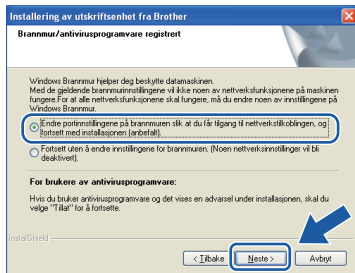 Installering av utskriftsenhet fra Brother
Brannmur/antivirusprogramvare registrert
Windows Brannmur hjelper deg beskytte datamaskinen.
Med de gjeldende brannmurinnstillingene vil ikke noen av nettverksfunksjonene på maskinen
fungere.For at alle nettverksfunksjonene skal fungere, må du endre noen av innstillingene på
Windows Brannmur.
Endre portinnstillingene på brannmuren slik at du får tilgang til nettverkstilkoblingen, og
fortsett med installasjonen (anbefalt).
Fortsett uten å endre innstillingene for brannmuren. (Noen nettverksinnstillinger vil bli
deaktivert).
For brukere av antivirusprogramvare:
Hvis du bruker antivirusprogramvare og det vises en advarsel under installasjonen, skal du
velge "Tillat" for å fortsette.
InstallShield
< Tilbake Neste > Avbryt